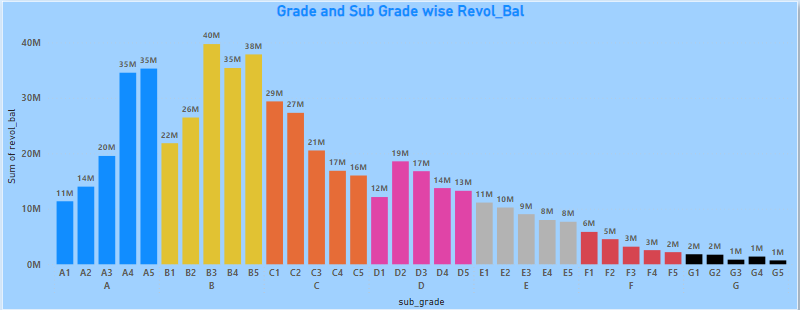 Grade and Sub Grade wise Revol_Bal
Sum of revol_bal
40M
30M
20M
10M
0M
11M 14M 20M 35M 35M 22M 26M 40M 35M 38M 29M 27M 21M 17M 16M 12M 19M 17M 14M 13M 11M 10M 9M 8M 8M 6M 5M 3M 3M 2M 2M 2M 1M 1M 1M
A1 A2 A3 A4 A5 B1 B2 B3 B4 B5 C1 C2 C3 C4 C5 D1 D2 D3 D4 D5 E1 E2 E3 E4 E5 F1 F2 F3 F4 F5 G1 G2 G3 G4 G5
A B C D E F G
sub_grade